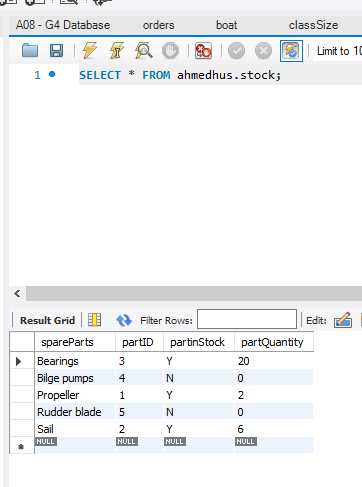 A08 - G4 Database orders boat classSize
Limit to 10
1 SELECT * FROM ahmedhus.stock;
Result Grid Filter Rows: Edit:
spareParts partID partinStock partQuantity
Bearings 3 Y 20
Bilge pumps 4 N 0
Propeller 1 Y 2
Rudder blade 5 N 0
Sail 2 Y 6
NULL NULL NULL NULL